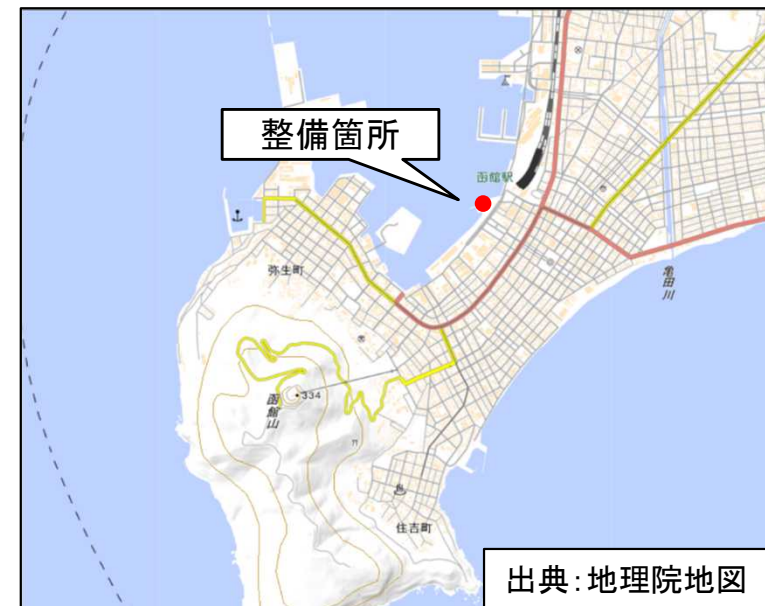 整備箇所
函館駅
弥生町
亀田川
334
函館山
住吉町
出典：地理院地図